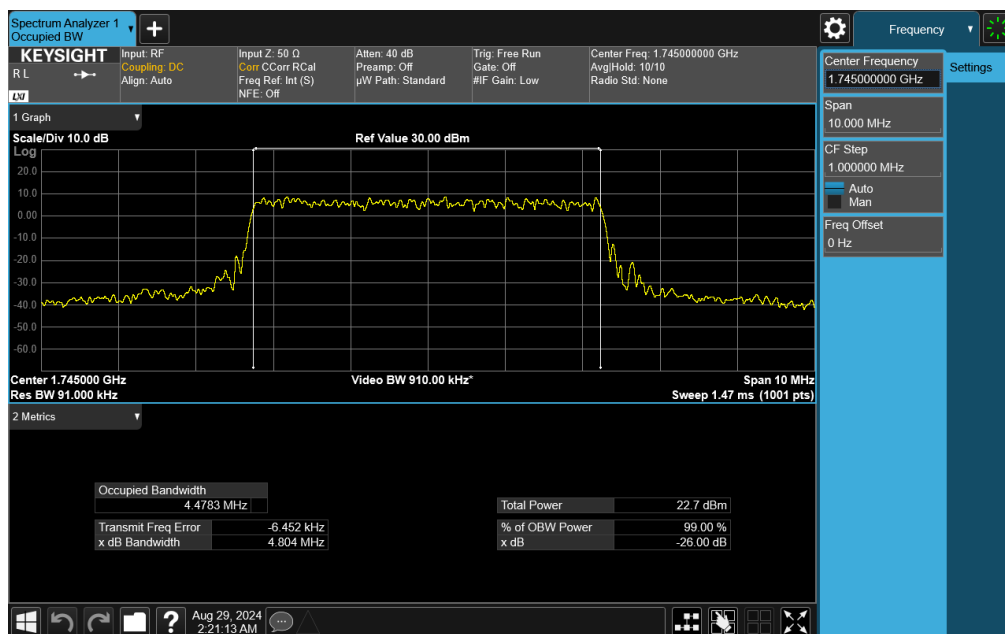 Spectrum Analyzer 1
Occupied BW
+
Frequency
KEYSIGHT
R L
LXI
Input: RF
Coupling: DC
Align: Auto
Input Z: 50 Ω
Corr CCorr RCal
Freq Ref: Int (S)
NFE: Off
Atten: 40 dB
Preamp: Off
µW Path: Standard
Trig: Free Run
Gate: Off
#IF Gain: Low
Center Freq: 1.745000000 GHz
Avg|Hold: 10/10
Radio Std: None
Center Frequency
1.745000000 GHz
Settings
Span
10.000 MHz
CF Step
1.000000 MHz
Auto
Man
Freq Offset
0 Hz
1 Graph
Scale/Div 10.0 dB
Ref Value 30.00 dBm
Log
20.0
10.0
0.00
-10.0
-20.0
-30.0
-40.0
-50.0
-60.0
Center 1.745000 GHz
Video BW 910.00 kHz*
Span 10 MHz
Res BW 91.000 kHz
Sweep 1.47 ms (1001 pts)
2 Metrics
Occupied Bandwidth
4.4783 MHz
Total Power 22.7 dBm
Transmit Freq Error -6.452 kHz
% of OBW Power 99.00 %
x dB Bandwidth 4.804 MHz
x dB -26.00 dB
?
Aug 29, 2024
2:21:13 AM